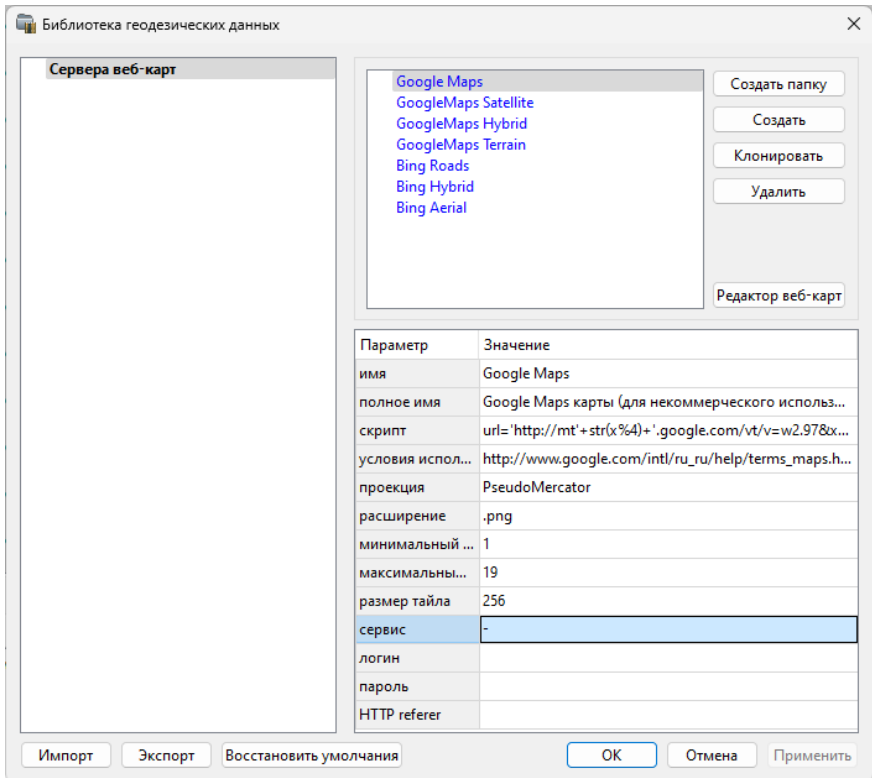 Библиотека геодезических данных
Сервера веб-карт
Google Maps
GoogleMaps Satellite
GoogleMaps Hybrid
GoogleMaps Terrain
Bing Roads
Bing Hybrid
Bing Aerial
Создать папку
Создать
Клонировать
Удалить
Редактор веб-карт
Параметр Значение
имя Google Maps
полное имя Google Maps карты (для некоммерческого использ...
скрипт url='http://mt'+str(x%4)+'.google.com/vt/v=w2.97&x...
условия испол... http://www.google.com/intl/ru_ru/help/terms_maps.h...
проекция PseudoMercator
расширение .png
минимальный ... 1
максимальны... 19
размер тайла 256
сервис -
логин
пароль
HTTP referer
Импорт Экспорт Восстановить умолчания OK Отмена Применить